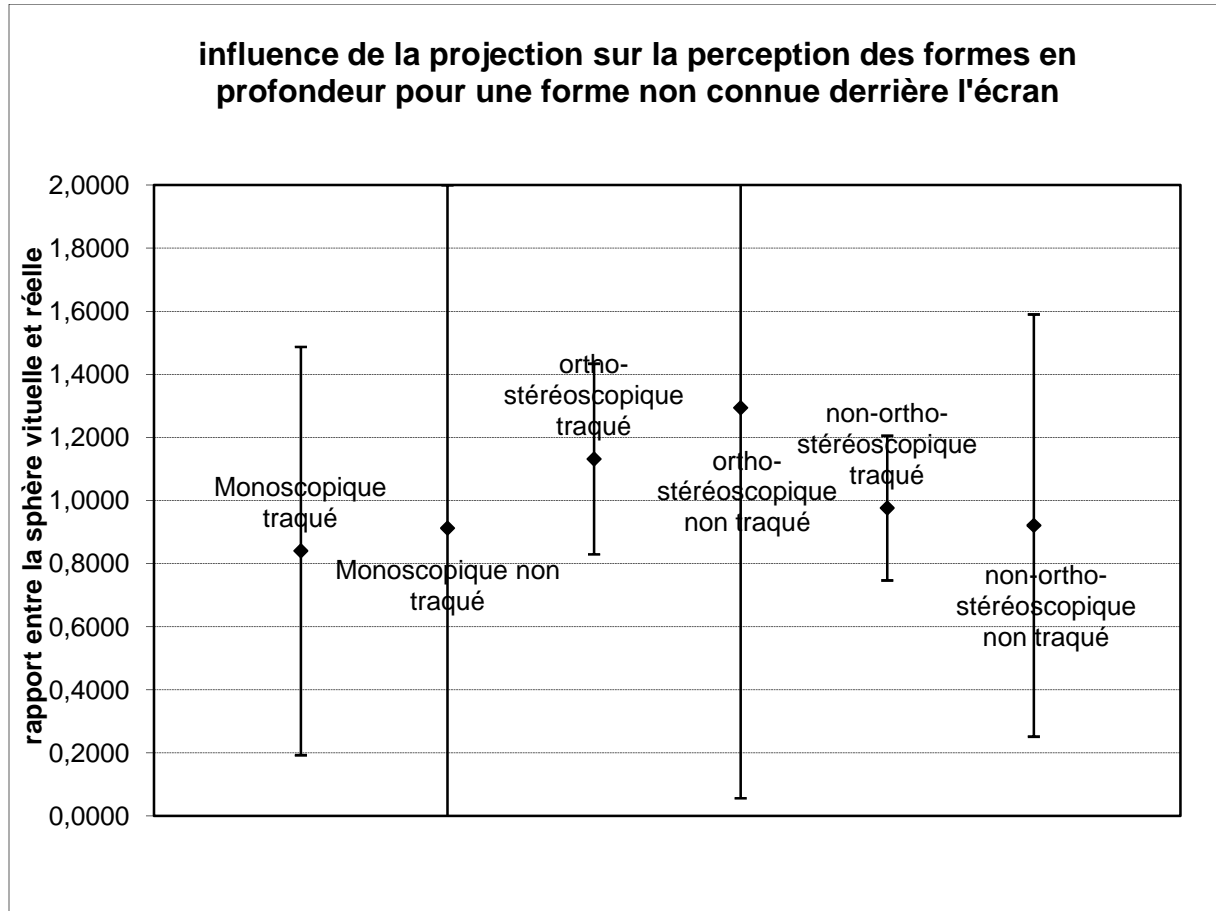 influence de la projection sur la perception des formes en
profondeur pour une forme non connue derrière l'écran
rapport entre la sphère vituelle et réelle
2,0000
1,8000
1,6000
1,4000
1,2000
1,0000
0,8000
0,6000
0,4000
0,2000
0,0000
Monoscopique
traqué
Monoscopique non
traqué
ortho-
stéréoscopique
traqué
ortho-
stéréoscopique
non traqué
non-ortho-
stéréoscopique
traqué
non-ortho-
stéréoscopique
non traqué